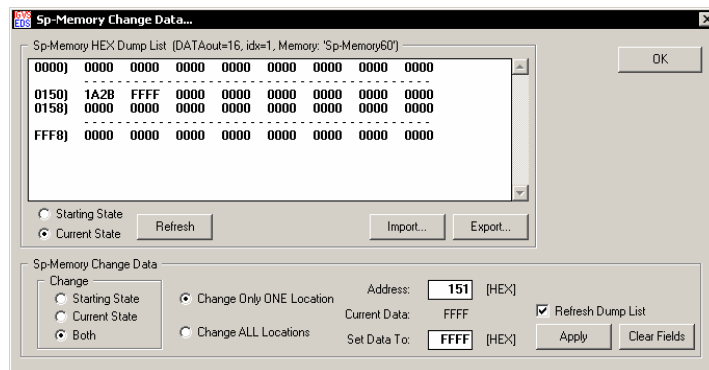 GVS
EDS
Sp-Memory Change Data...
Sp-Memory HEX Dump List (DATAout=16, idx=1, Memory: 'Sp-Memory60')
0000) 0000 0000 0000 0000 0000 0000 0000 0000
- - - - - - - - - - - - - - - - - - - - - - - - - - - - - - - - - - - - - - - -
0150) 1A2B FFFF 0000 0000 0000 0000 0000 0000
0158) 0000 0000 0000 0000 0000 0000 0000 0000
- - - - - - - - - - - - - - - - - - - - - - - - - - - - - - - - - - - - - - - -
FFF8) 0000 0000 0000 0000 0000 0000 0000 0000
OK
Starting State
Current State
Refresh
Import...
Export...
Sp-Memory Change Data
Change
Starting State
Current State
Both
Change Only ONE Location
Change ALL Locations
Address: 151 [HEX]
Current Data: FFFF
Set Data To: FFFF [HEX]
Refresh Dump List
Apply
Clear Fields